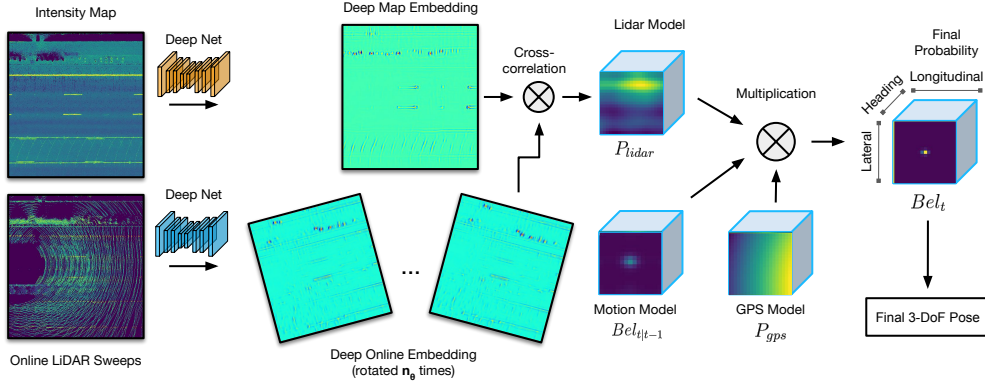 Intensity Map
Deep Net
Deep Map Embedding
Cross-
correlation
Lidar Model
P_lidar
Multiplication
Final
Probability
Longitudinal
Heading
Lateral
Bel_t
Deep Net
...
Motion Model
Bel_{t|t−1}
GPS Model
P_gps
Final 3-DoF Pose
Online LiDAR Sweeps
Deep Online Embedding
(rotated n_θ times)